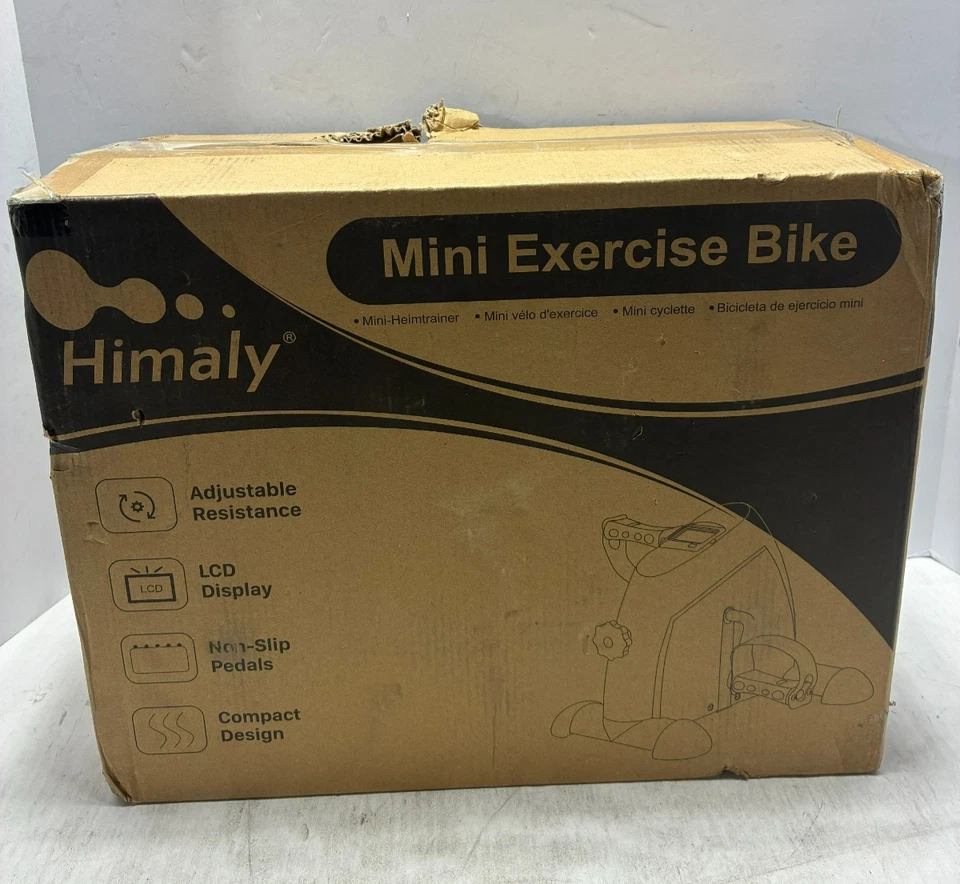 Mini Exercise Bike
• Mini-Heimtrainer • Mini vélo d'exercice • Mini cyclette • Bicicleta de ejercicio mini
Himaly®
Adjustable
Resistance
LCD
LCD
Display
Non-Slip
Pedals
Compact
Design